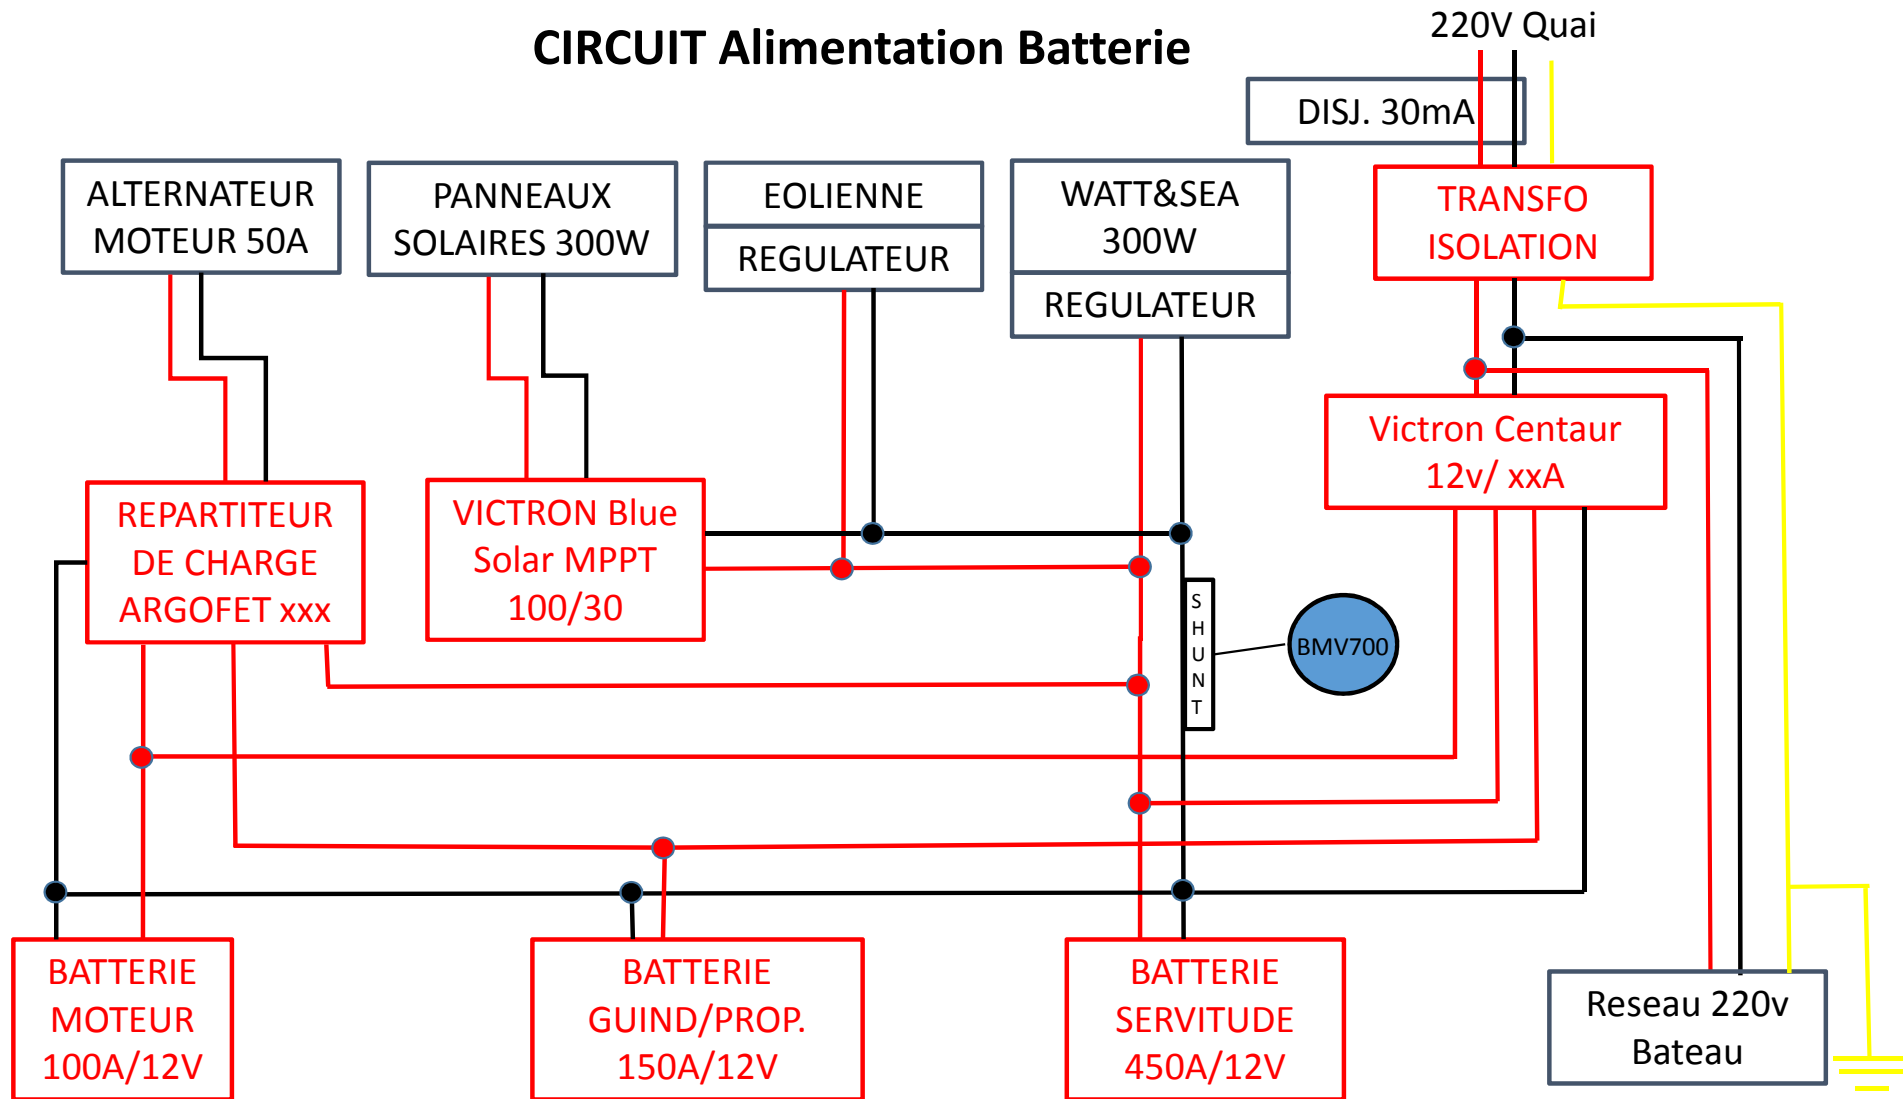 CIRCUIT Alimentation Batterie
220V Quai
DISJ. 30mA
ALTERNATEUR
MOTEUR 50A
PANNEAUX
SOLAIRES 300W
EOLIENNE
REGULATEUR
WATT&SEA
300W
REGULATEUR
TRANSFO
ISOLATION
Victron Centaur
12v/ xxA
REPARTITEUR
DE CHARGE
ARGOFET xxx
VICTRON Blue
Solar MPPT
100/30
S
H
U
N
T
BMV700
BATTERIE
MOTEUR
100A/12V
BATTERIE
GUIND/PROP.
150A/12V
BATTERIE
SERVITUDE
450A/12V
Reseau 220v
Bateau